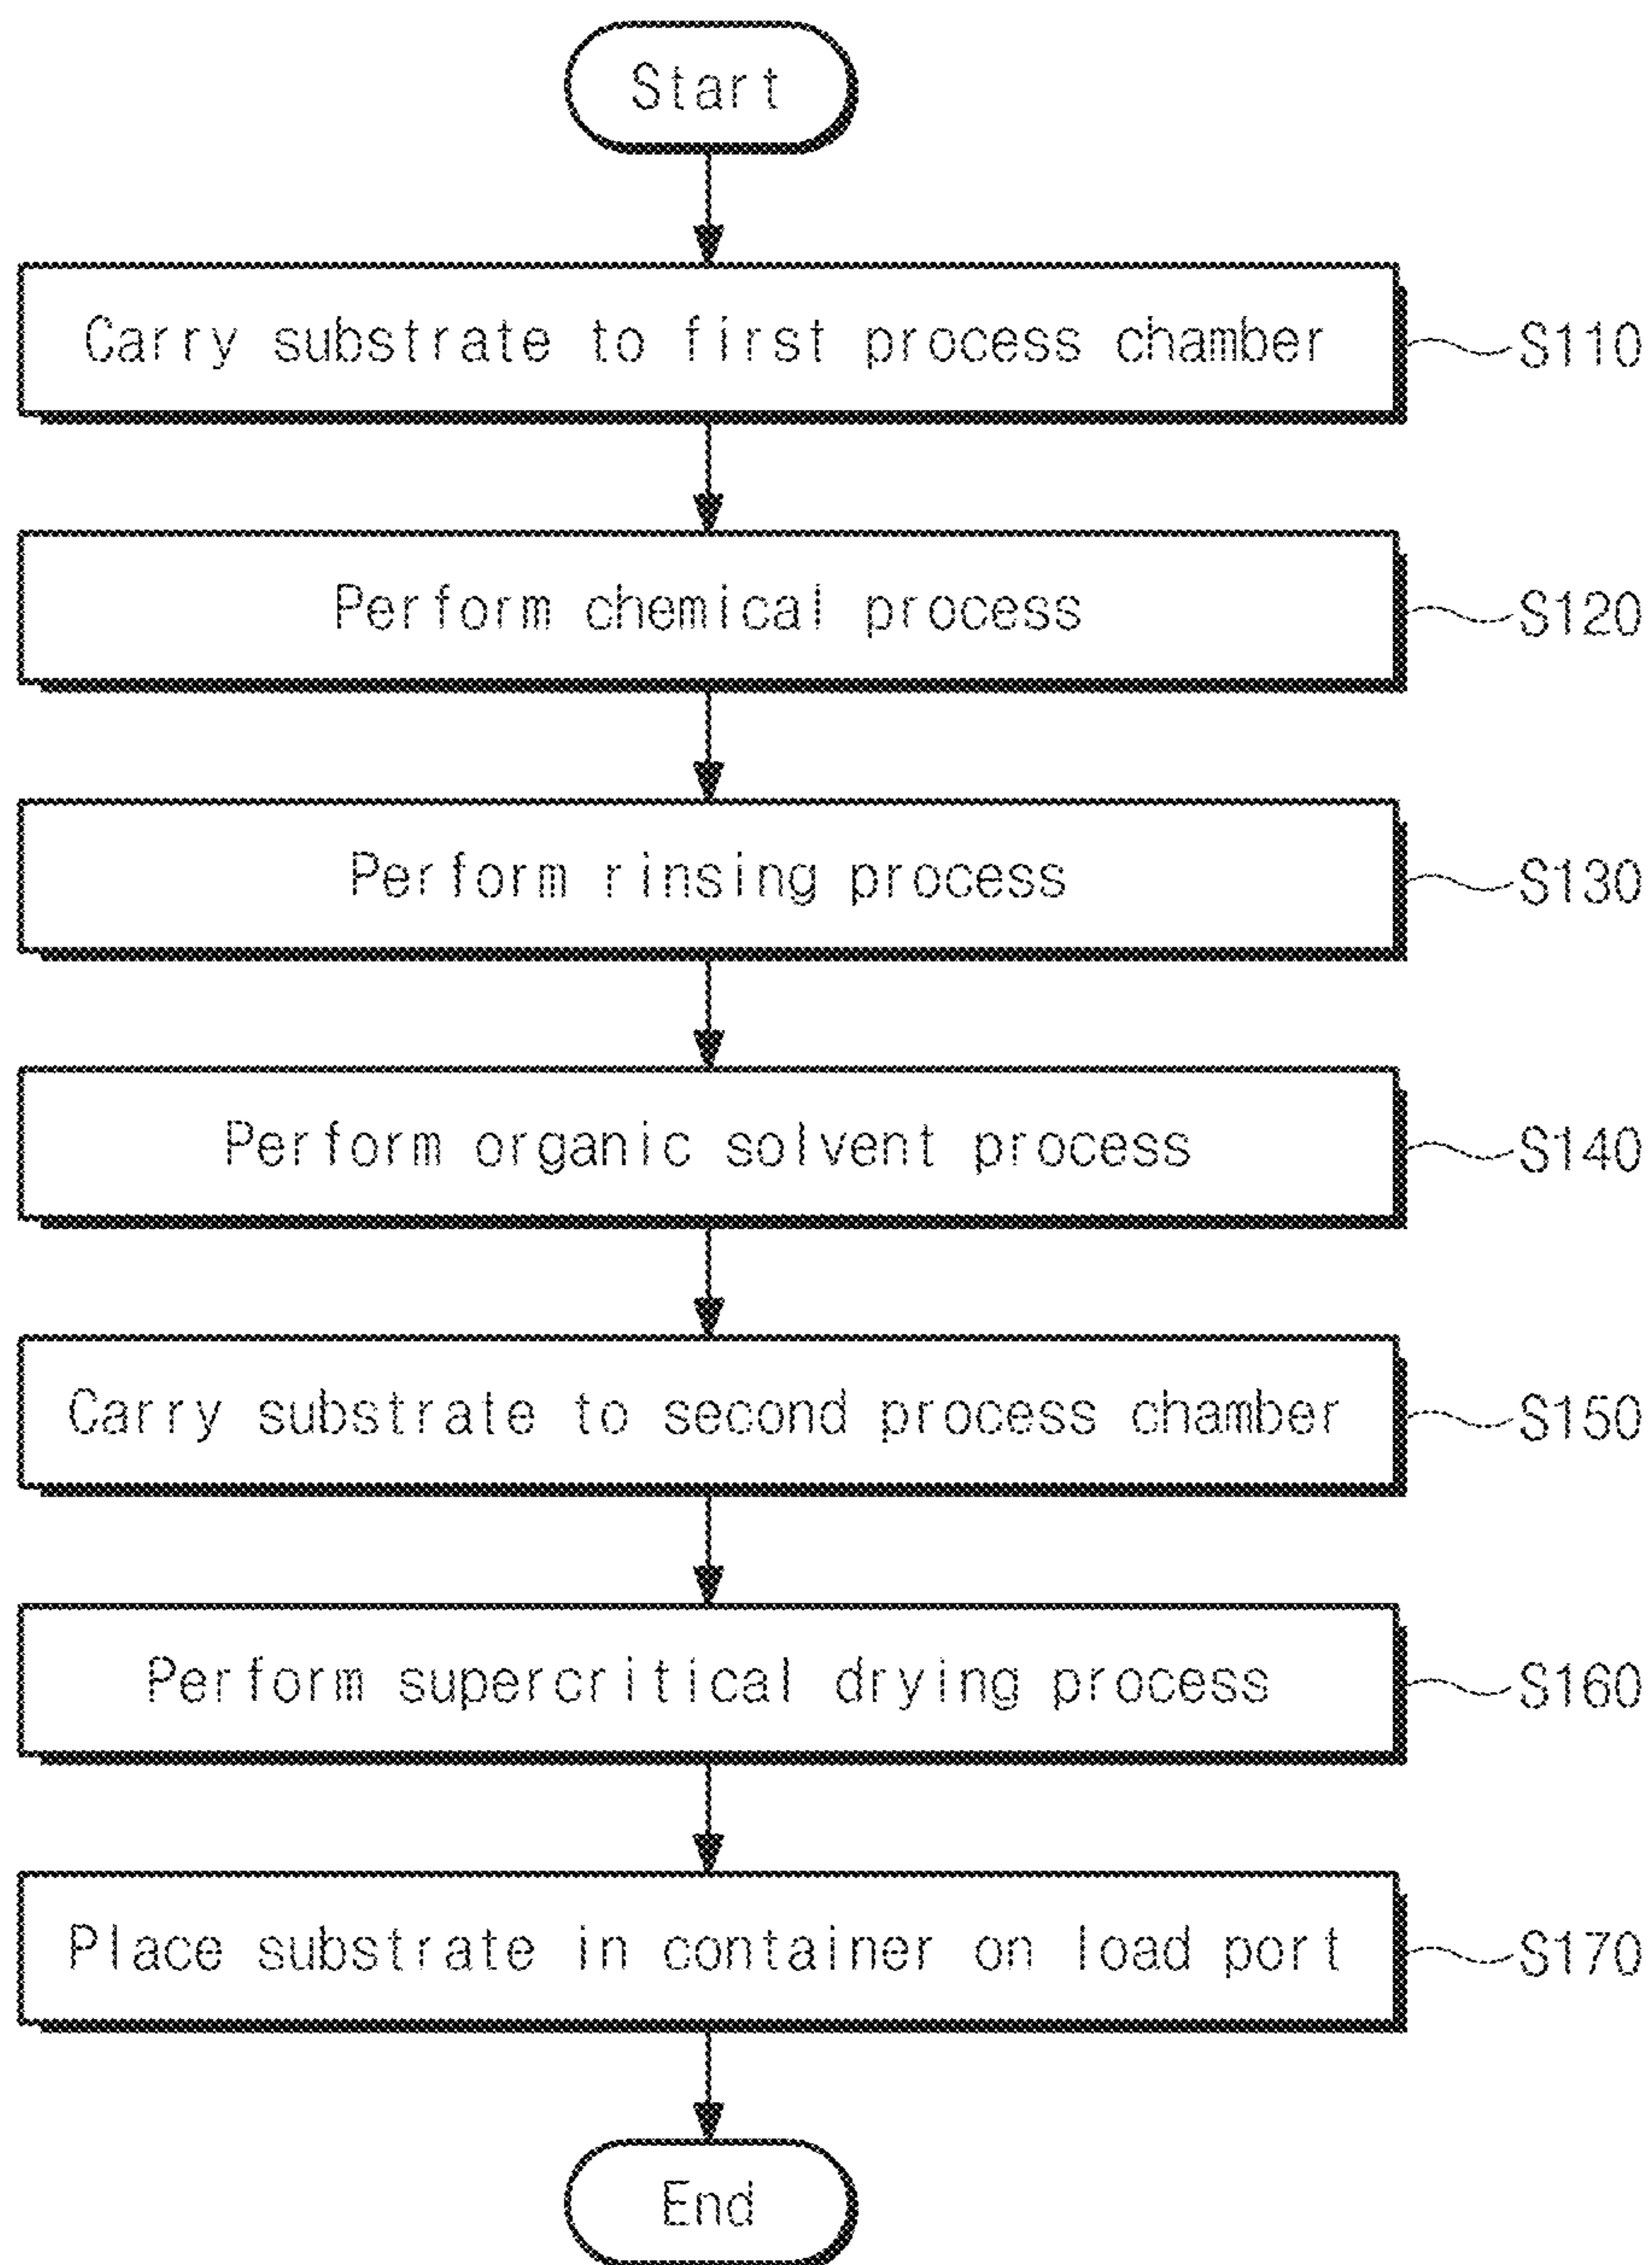 Start
Carry substrate to first process chamber
S110
Perform chemical process
S120
Perform rinsing process
S130
Perform organic solvent process
S140
Carry substrate to second process chamber
S150
Perform supercritical drying process
S160
Place substrate in container on load port
S170
End